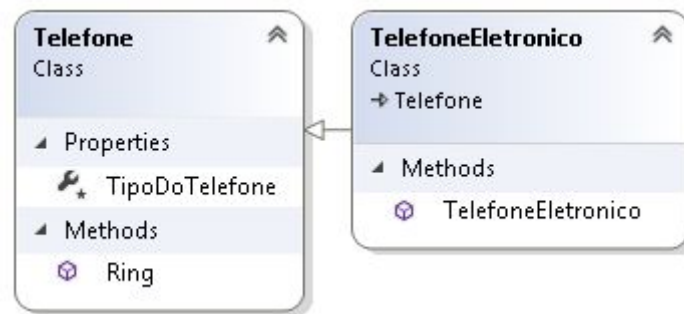 Telefone
Class
Properties
TipoDoTelefone
Methods
Ring
TelefoneEletronico
Class
Telefone
Methods
TelefoneEletronico